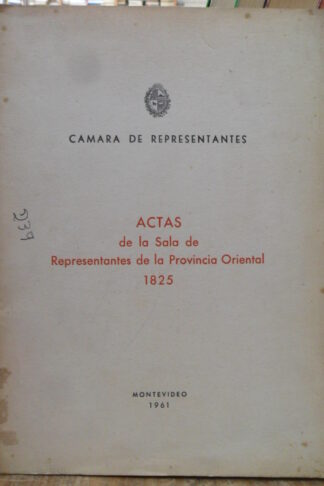 CAMARA DE REPRESENTANTES
ACTAS
de la Sala de
Representantes de la Provincia Oriental
1825
MONTEVIDEO
1961